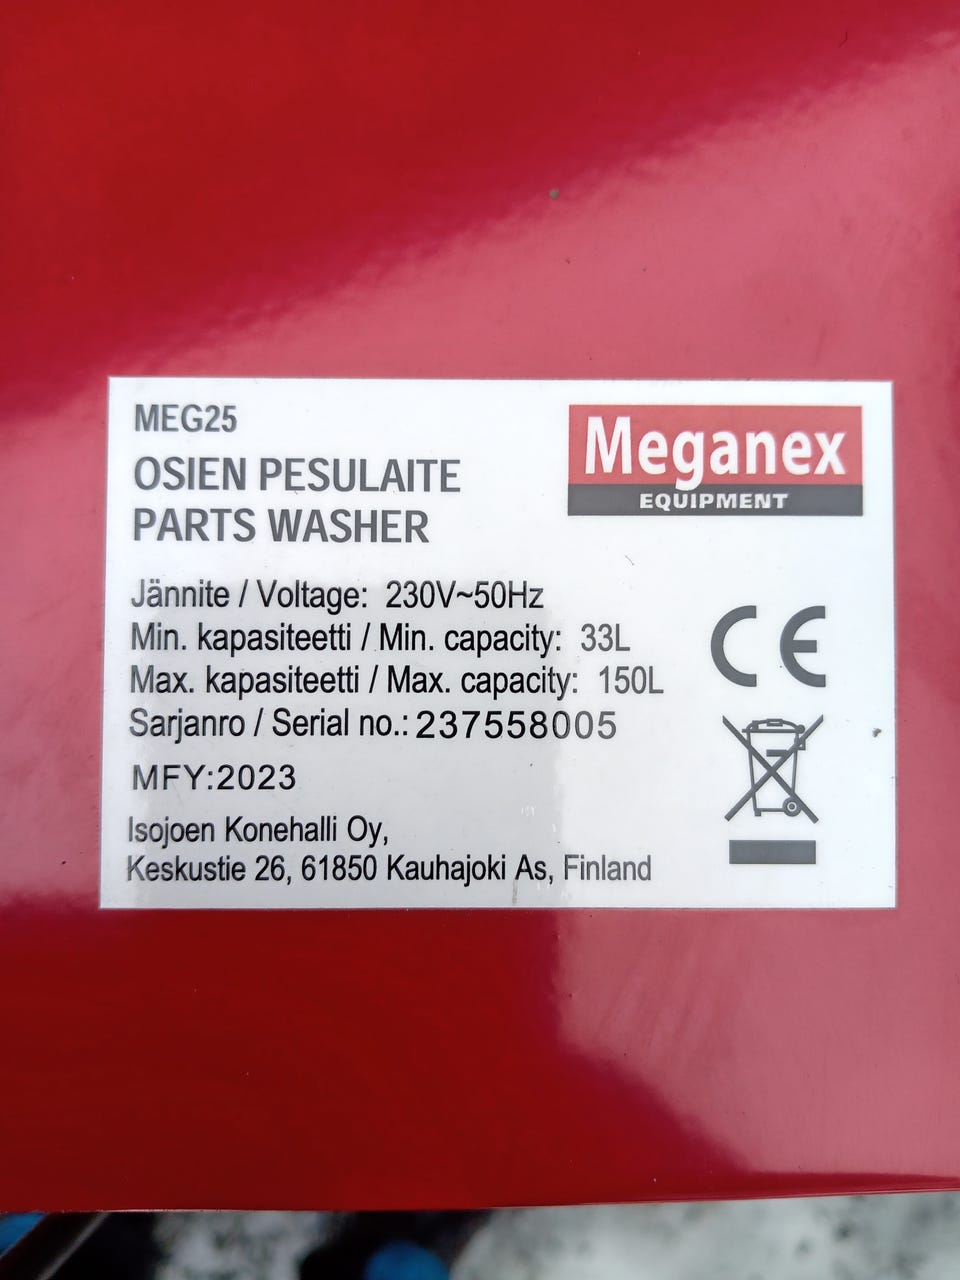 MEG25
OSIEN PESULAITE
PARTS WASHER
Meganex
EQUIPMENT
Jännite / Voltage: 230V~50Hz
Min. kapasiteetti / Min. capacity: 33L
Max. kapasiteetti / Max. capacity: 150L
Sarjanro / Serial no.: 237558005
MFY:2023
Isojoen Konehalli Oy,
Keskustie 26, 61850 Kauhajoki As, Finland
CE